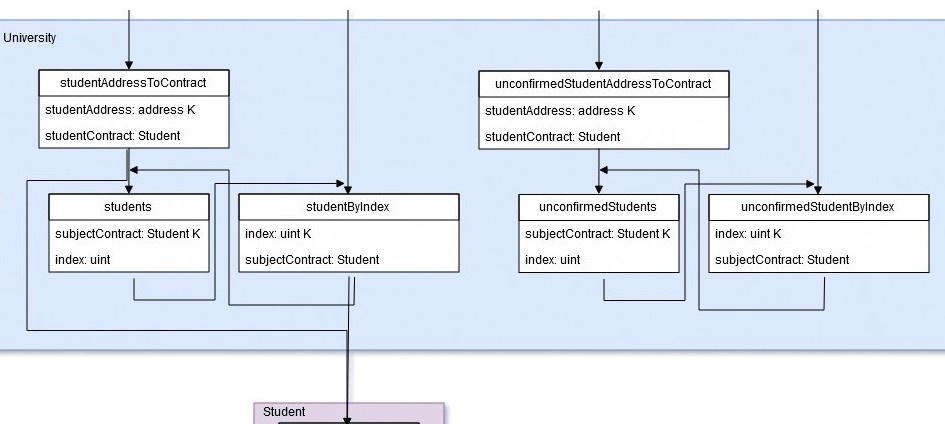 University
studentAddressToContract
studentAddress: address K
studentContract: Student
unconfirmedStudentAddressToContract
studentAddress: address K
studentContract: Student
students
subjectContract: Student K
index: uint
studentByIndex
index: uint K
subjectContract: Student
unconfirmedStudents
subjectContract: Student K
index: uint
unconfirmedStudentByIndex
index: uint K
subjectContract: Student
Student